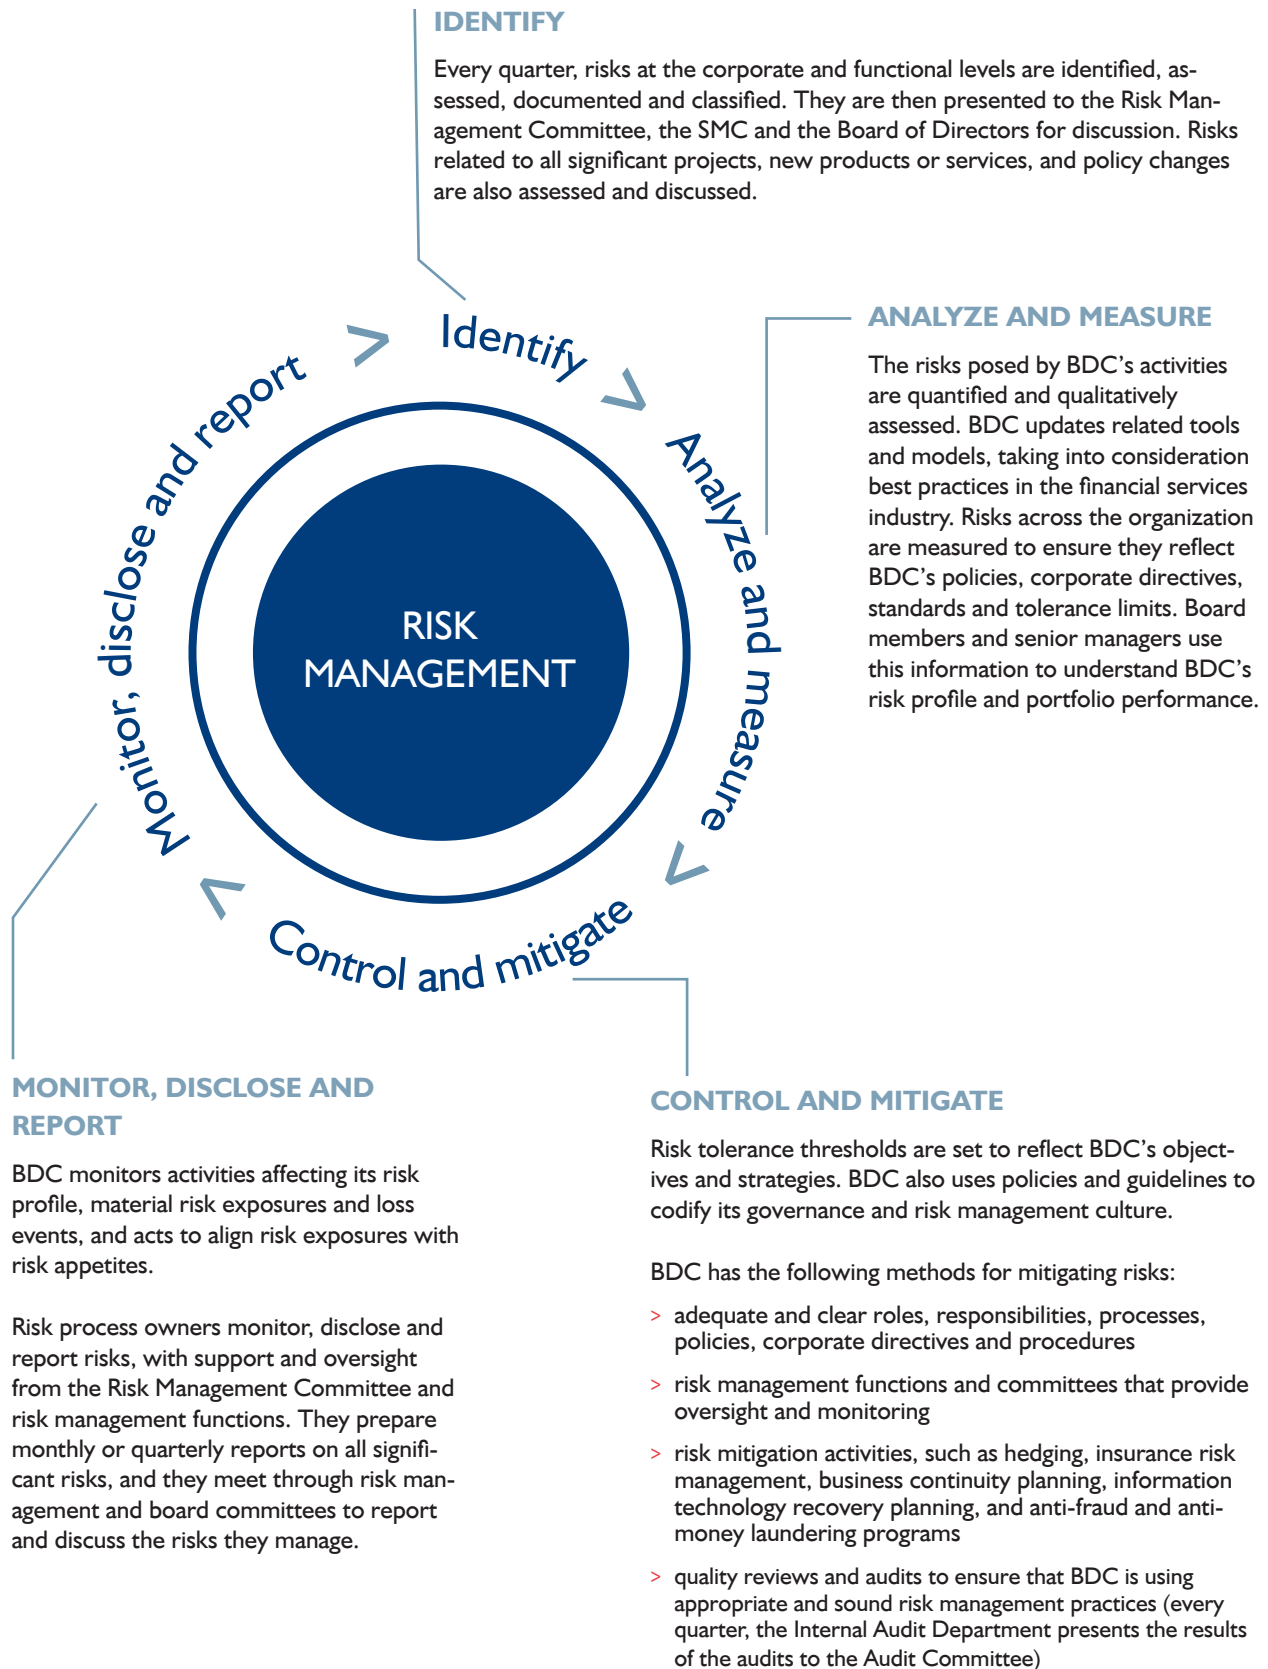 IDENTIFY
Every quarter, risks at the corporate and functional levels are identified, as-
sessed, documented and classified. They are then presented to the Risk Man-
agement Committee, the SMC and the Board of Directors for discussion. Risks
related to all significant projects, new products or services, and policy changes
are also assessed and discussed.
Identify
>
Analyze and measure
>
Control and mitigate
>
Monitor, disclose and report
>
RISK
MANAGEMENT
ANALYZE AND MEASURE
The risks posed by BDC’s activities
are quantified and qualitatively
assessed. BDC updates related tools
and models, taking into consideration
best practices in the financial services
industry. Risks across the organization
are measured to ensure they reflect
BDC’s policies, corporate directives,
standards and tolerance limits. Board
members and senior managers use
this information to understand BDC’s
risk profile and portfolio performance.
MONITOR, DISCLOSE AND
REPORT
BDC monitors activities affecting its risk
profile, material risk exposures and loss
events, and acts to align risk exposures with
risk appetites.
Risk process owners monitor, disclose and
report risks, with support and oversight
from the Risk Management Committee and
risk management functions. They prepare
monthly or quarterly reports on all signifi-
cant risks, and they meet through risk man-
agement and board committees to report
and discuss the risks they manage.
CONTROL AND MITIGATE
Risk tolerance thresholds are set to reflect BDC’s object-
ives and strategies. BDC also uses policies and guidelines to
codify its governance and risk management culture.
BDC has the following methods for mitigating risks:
> adequate and clear roles, responsibilities, processes,
policies, corporate directives and procedures
> risk management functions and committees that provide
oversight and monitoring
> risk mitigation activities, such as hedging, insurance risk
management, business continuity planning, information
technology recovery planning, and anti-fraud and anti-
money laundering programs
> quality reviews and audits to ensure that BDC is using
appropriate and sound risk management practices (every
quarter, the Internal Audit Department presents the results
of the audits to the Audit Committee)